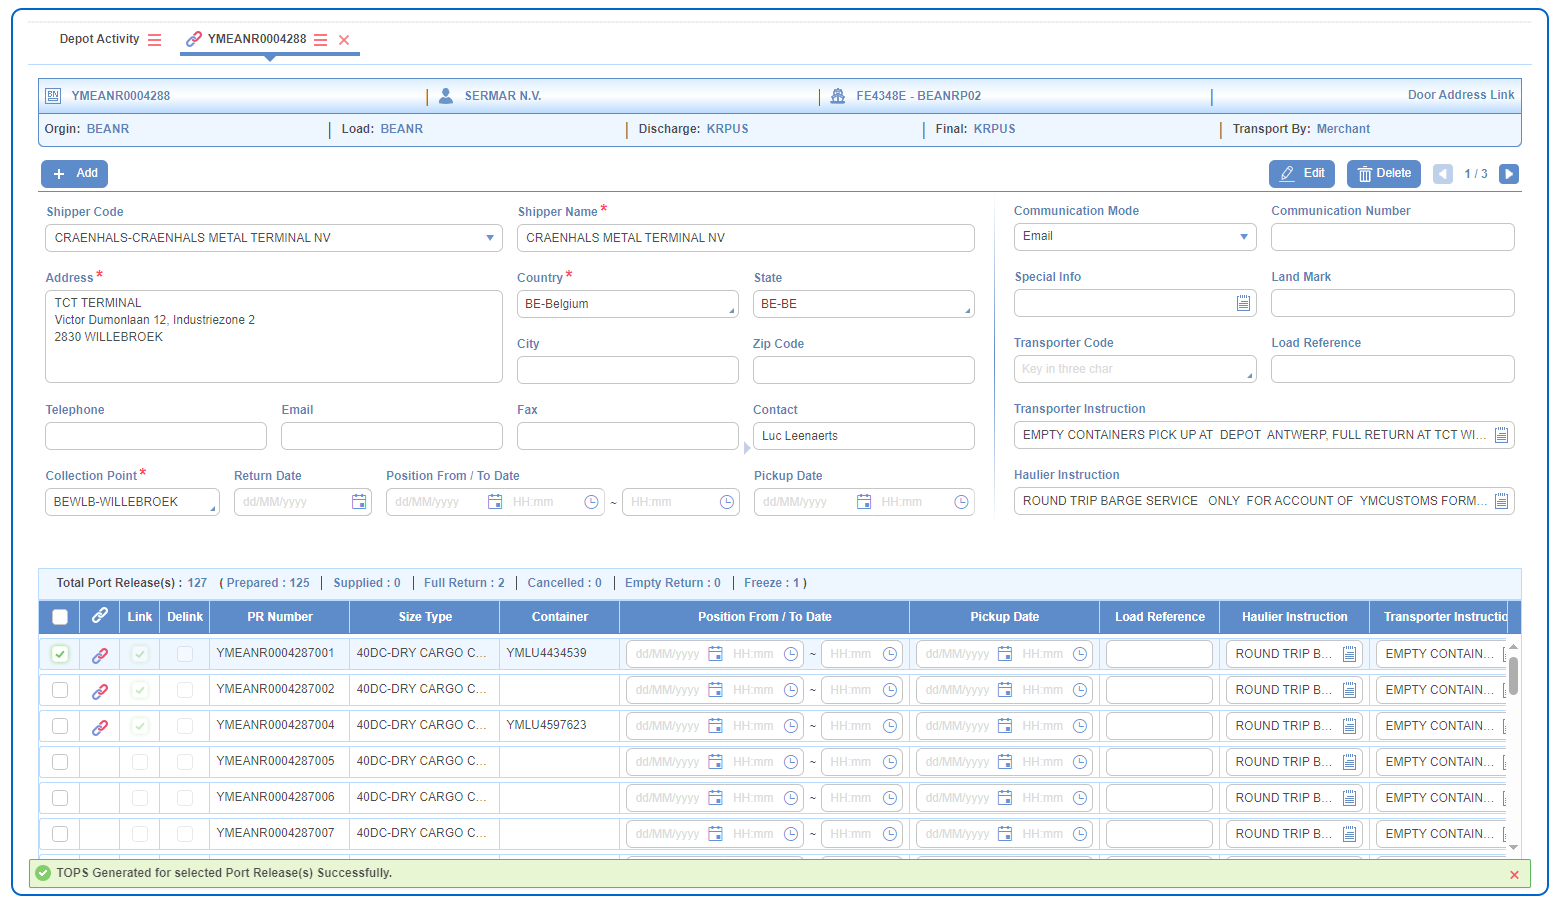 Depot Activity
YMEANR0004288
BN YMEANR0004288
SERMAR N.V.
FE4348E - BEANRP02
Door Address Link
Orgin: BEANR
Load: BEANR
Discharge: KRPUS
Final: KRPUS
Transport By: Merchant
+ Add
Edit
Delete
1 / 3
Shipper Code
Shipper Name *
Communication Mode
Communication Number
CRAENHALS-CRAENHALS METAL TERMINAL NV
CRAENHALS METAL TERMINAL NV
Email
Address *
Country *
State
Special Info
Land Mark
TCT TERMINAL
Victor Dumonlaan 12, Industriezone 2
2830 WILLEBROEK
BE-Belgium
BE-BE
City
Zip Code
Transporter Code
Load Reference
Key in three char
Telephone
Email
Fax
Contact
Transporter Instruction
Luc Leenaerts
EMPTY CONTAINERS PICK UP AT DEPOT ANTWERP, FULL RETURN AT TCT WI...
Collection Point *
Return Date
Position From / To Date
Pickup Date
Haulier Instruction
BEWLB-WILLEBROEK
dd/MM/yyyy
dd/MM/yyyy HH:mm ~ HH:mm
dd/MM/yyyy HH:mm
ROUND TRIP BARGE SERVICE ONLY FOR ACCOUNT OF YMCUSTOMS FORM...
Total Port Release(s) : 127 ( Prepared : 125 | Supplied : 0 | Full Return : 2 | Cancelled : 0 | Empty Return : 0 | Freeze : 1 )
Link Delink PR Number Size Type Container Position From / To Date Pickup Date Load Reference Haulier Instruction Transporter Instructio
YMEANR0004287001 40DC-DRY CARGO C... YMLU4434539 dd/MM/yyyy HH:mm ~ HH:mm dd/MM/yyyy HH:mm ROUND TRIP B... EMPTY CONTAIN...
YMEANR0004287002 40DC-DRY CARGO C... dd/MM/yyyy HH:mm ~ HH:mm dd/MM/yyyy HH:mm ROUND TRIP B... EMPTY CONTAIN...
YMEANR0004287004 40DC-DRY CARGO C... YMLU4597623 dd/MM/yyyy HH:mm ~ HH:mm dd/MM/yyyy HH:mm ROUND TRIP B... EMPTY CONTAIN...
YMEANR0004287005 40DC-DRY CARGO C... dd/MM/yyyy HH:mm ~ HH:mm dd/MM/yyyy HH:mm ROUND TRIP B... EMPTY CONTAIN...
YMEANR0004287006 40DC-DRY CARGO C... dd/MM/yyyy HH:mm ~ HH:mm dd/MM/yyyy HH:mm ROUND TRIP B... EMPTY CONTAIN...
YMEANR0004287007 40DC-DRY CARGO C... dd/MM/yyyy HH:mm ~ HH:mm dd/MM/yyyy HH:mm ROUND TRIP B... EMPTY CONTAIN...
TOPS Generated for selected Port Release(s) Successfully.